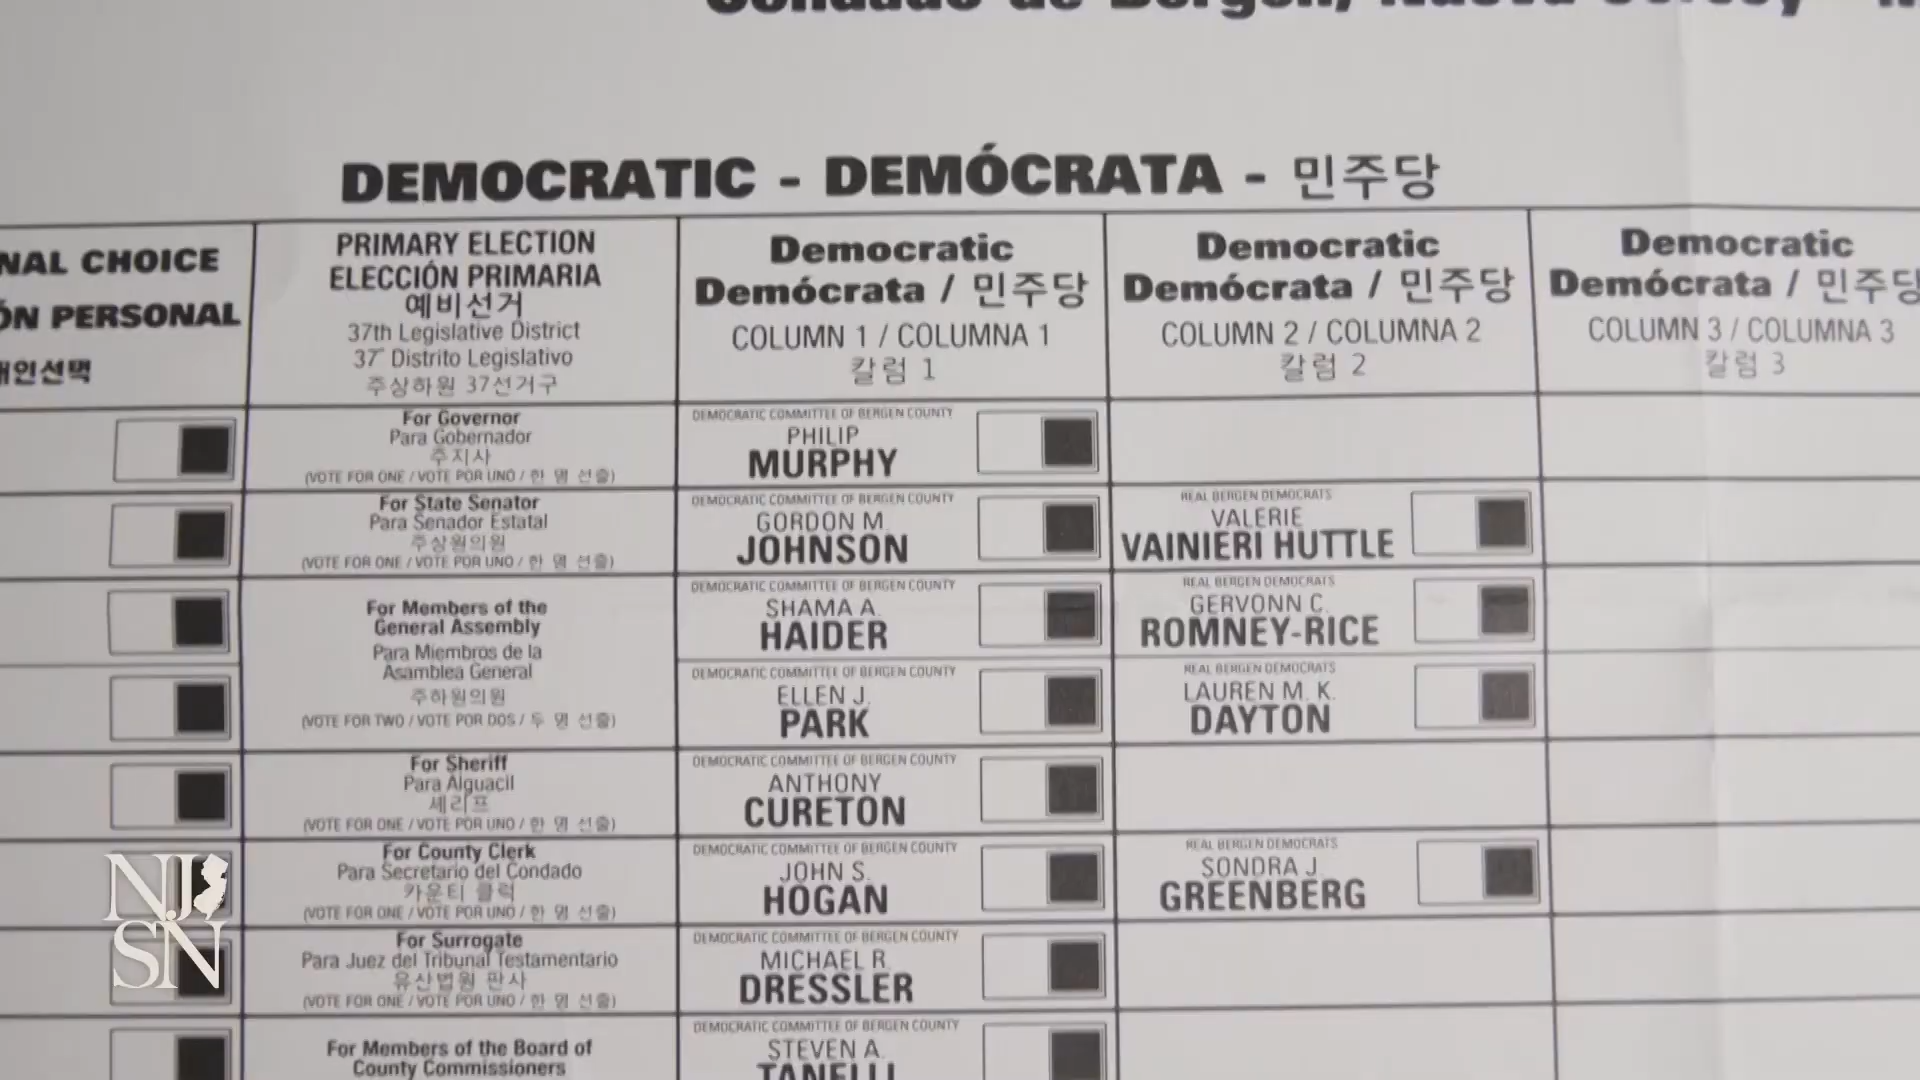 DEMOCRATIC - DEMÓCRATA - 민주당
NAL CHOICE
ÓN PERSONAL
개인선택
PRIMARY ELECTION
ELECCIÓN PRIMARIA
예비선거
37th Legislative District
37˚ Distrito Legislativo
주상하원 37선거구
Democratic
Demócrata / 민주당
COLUMN 1 / COLUMNA 1
칼럼 1
Democratic
Demócrata / 민주당
COLUMN 2 / COLUMNA 2
칼럼 2
Democratic
Demócrata / 민주당
COLUMN 3 / COLUMNA 3
칼럼 3
For Governor
Para Gobernador
주지사
(VOTE FOR ONE / VOTE POR UNO / 한 명 선출)
DEMOCRATIC COMMITTEE OF BERGEN COUNTY
PHILIP
MURPHY
For State Senator
Para Senador Estatal
주상원의원
(VOTE FOR ONE / VOTE POR UNO / 한 명 선출)
DEMOCRATIC COMMITTEE OF BERGEN COUNTY
GORDON M.
JOHNSON
REAL BERGEN DEMOCRATS
VALERIE
VAINIERI HUTTLE
For Members of the
General Assembly
Para Miembros de la
Asamblea General
주하원의원
(VOTE FOR TWO / VOTE POR DOS / 두 명 선출)
DEMOCRATIC COMMITTEE OF BERGEN COUNTY
SHAMA A.
HAIDER
REAL BERGEN DEMOCRATS
GERVONN C.
ROMNEY-RICE
DEMOCRATIC COMMITTEE OF BERGEN COUNTY
ELLEN J.
PARK
REAL BERGEN DEMOCRATS
LAUREN M. K.
DAYTON
For Sheriff
Para Alguacil
셰리프
(VOTE FOR ONE / VOTE POR UNO / 한 명 선출)
DEMOCRATIC COMMITTEE OF BERGEN COUNTY
ANTHONY
CURETON
For County Clerk
Para Secretario del Condado
카운티 클럭
(VOTE FOR ONE / VOTE POR UNO / 한 명 선출)
DEMOCRATIC COMMITTEE OF BERGEN COUNTY
JOHN S.
HOGAN
REAL BERGEN DEMOCRATS
SONDRA J.
GREENBERG
For Surrogate
Para Juez del Tribunal Testamentario
유산법원 판사
(VOTE FOR ONE / VOTE POR UNO / 한 명 선출)
DEMOCRATIC COMMITTEE OF BERGEN COUNTY
MICHAEL R.
DRESSLER
For Members of the Board of
County Commissioners
DEMOCRATIC COMMITTEE OF BERGEN COUNTY
STEVEN A.
TANELLI
NJ
SN